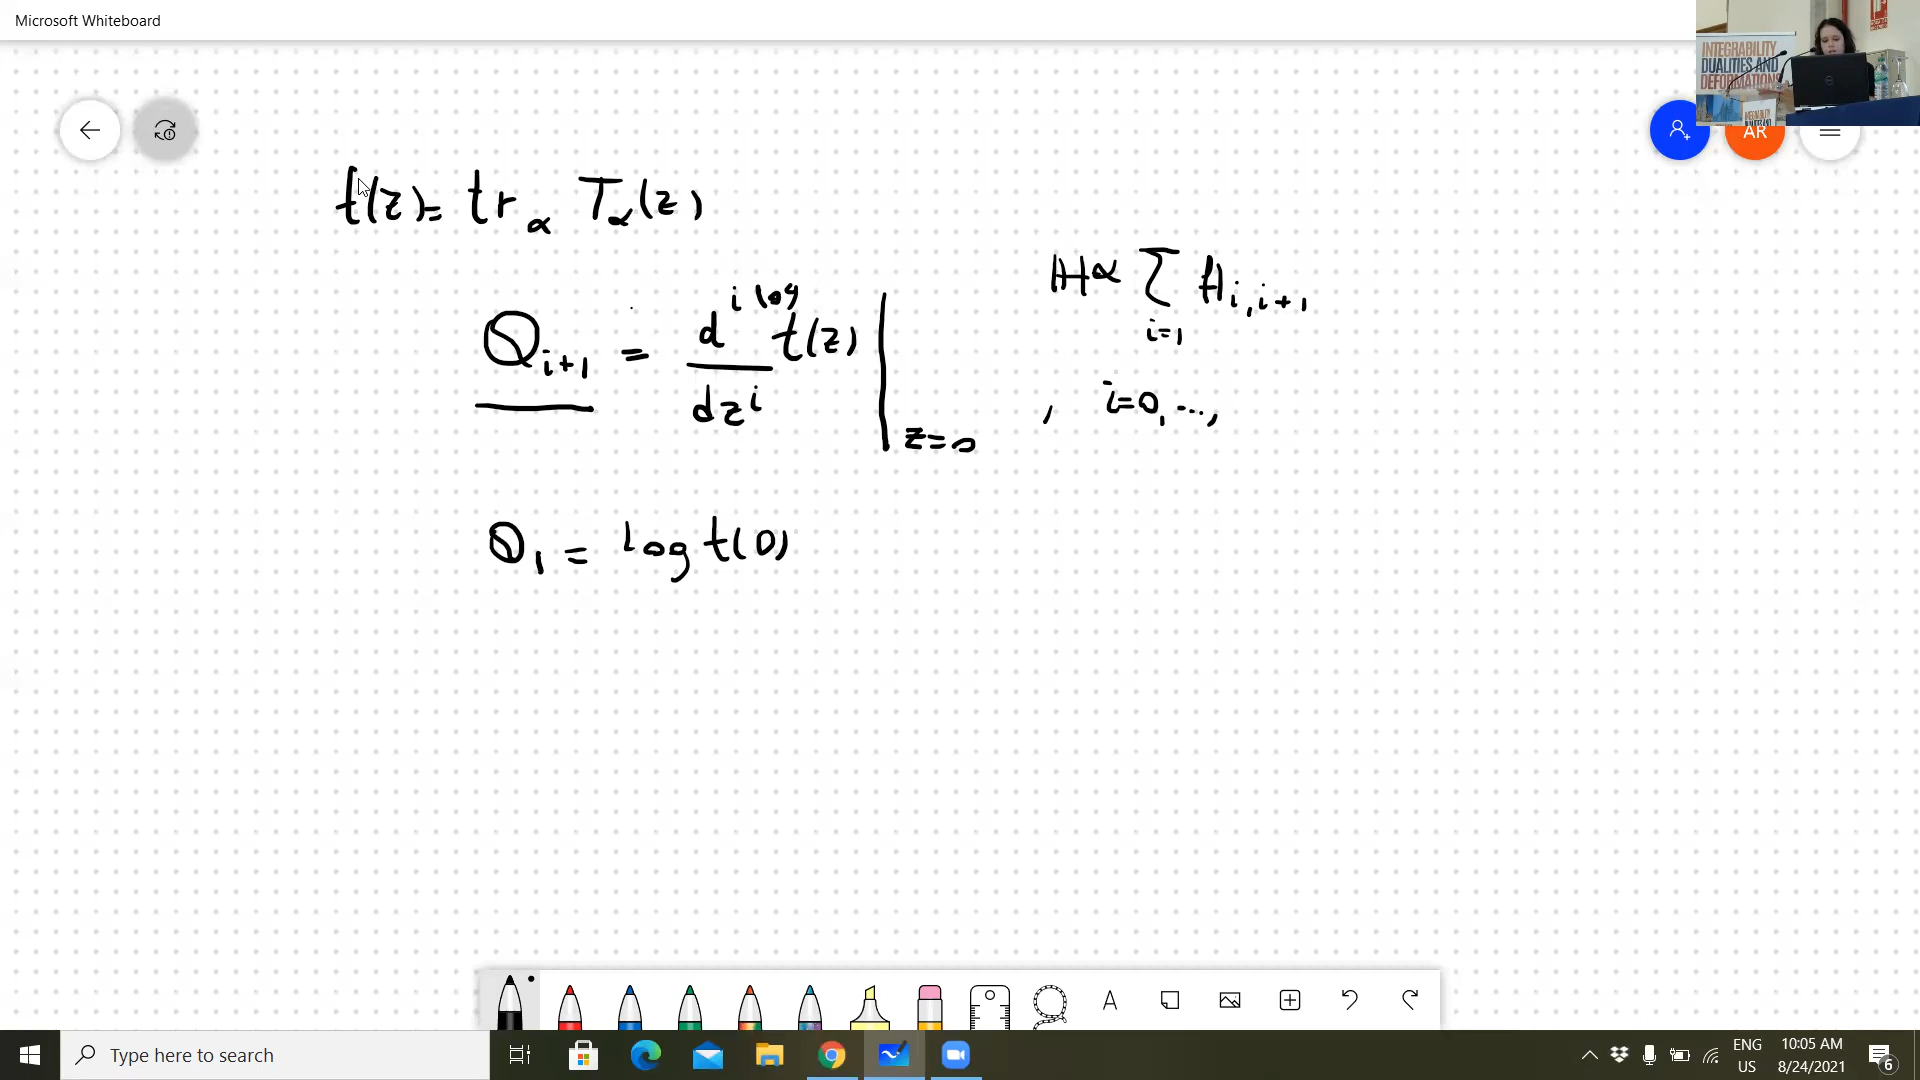 Microsoft Whiteboard
INTEGRABILITY
DUALITIES AND
DEFORMATIONS
AR
t(z) = tr_α T_α(z)
H ∝ Σ_{i=1} H_{i,i+1}
Q_{i+1} = d^i log t(z) / dz^i |_{z=0} , i=0, ...,
Q_1 = log t(0)
A
Type here to search
ENG
US
10:05 AM
8/24/2021
6